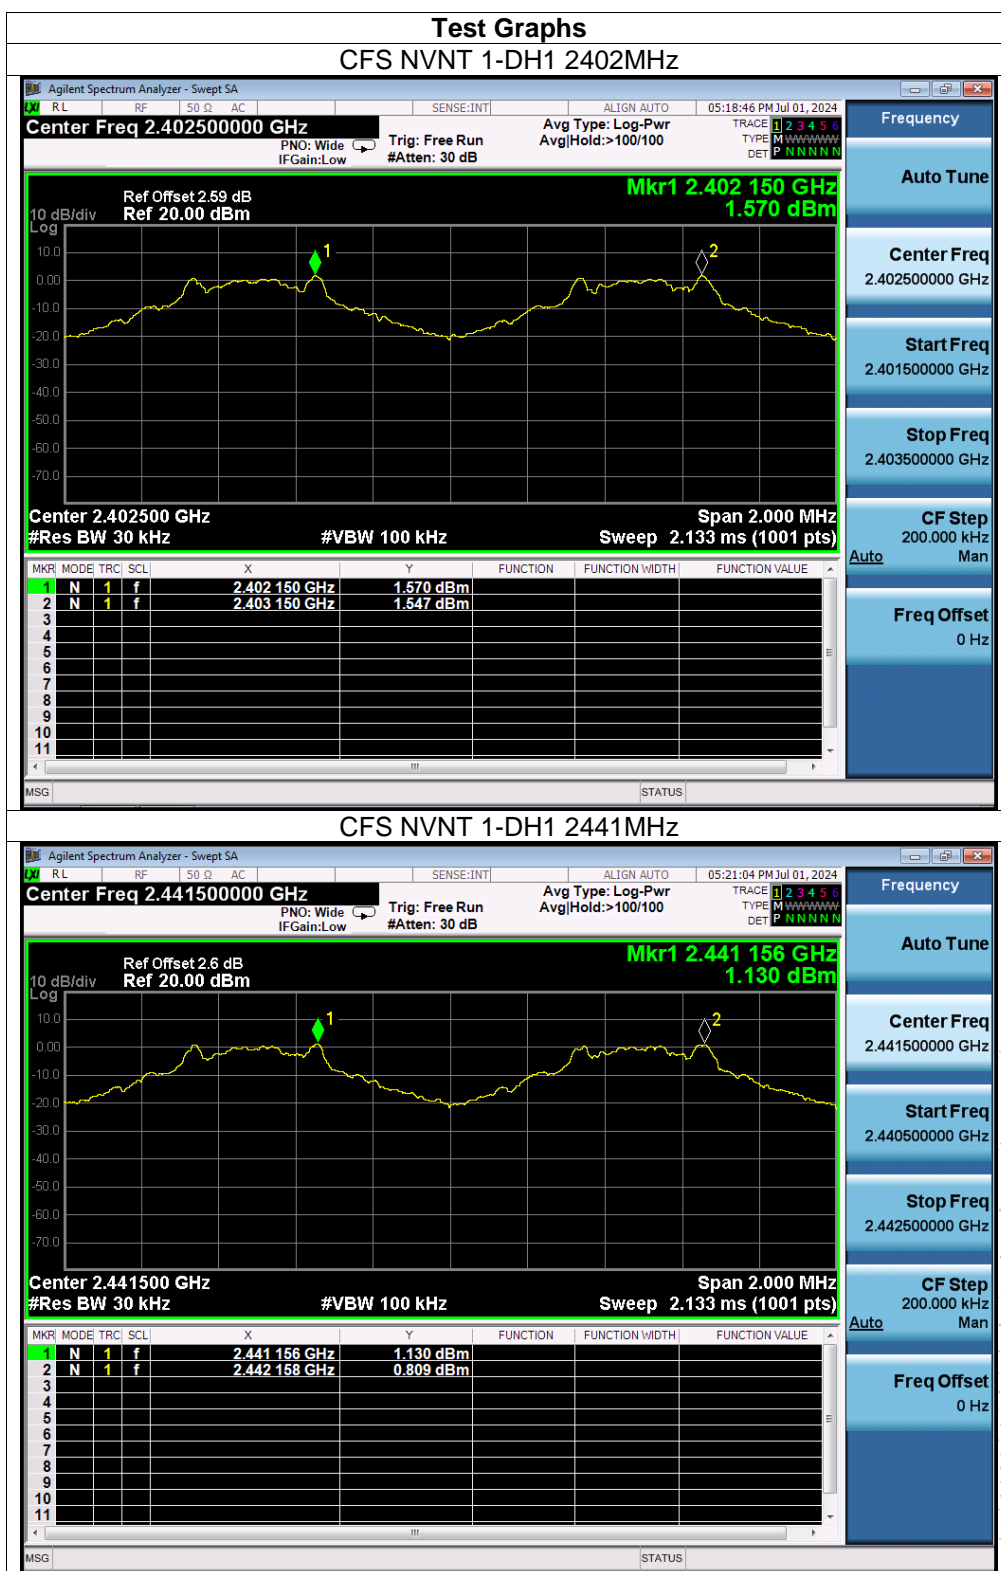 Test Graphs
CFS NVNT 1-DH1 2402MHz
Agilent Spectrum Analyzer - Swept SA
LXI RL RF 50 Ω AC SENSE:INT ALIGN AUTO 05:18:46 PM Jul 01, 2024
Center Freq 2.402500000 GHz Avg Type: Log-Pwr TRACE 1 2 3 4 5 6
PNO: Wide Trig: Free Run Avg|Hold:>100/100 TYPE M WWWWW
IFGain:Low #Atten: 30 dB DET P N N N N N
Frequency
Auto Tune
Ref Offset 2.59 dB Mkr1 2.402 150 GHz
10 dB/div Ref 20.00 dBm 1.570 dBm
Log
10.0
0.00
-10.0
-20.0
-30.0
-40.0
-50.0
-60.0
-70.0
1
2
Center Freq
2.402500000 GHz
Start Freq
2.401500000 GHz
Stop Freq
2.403500000 GHz
CF Step
200.000 kHz
Auto Man
Freq Offset
0 Hz
Center 2.402500 GHz Span 2.000 MHz
#Res BW 30 kHz #VBW 100 kHz Sweep 2.133 ms (1001 pts)
MKR MODE TRC SCL X Y FUNCTION FUNCTION WIDTH FUNCTION VALUE
1 N 1 f 2.402 150 GHz 1.570 dBm
2 N 1 f 2.403 150 GHz 1.547 dBm
3
4
5
6
7
8
9
10
11
MSG STATUS
CFS NVNT 1-DH1 2441MHz
Agilent Spectrum Analyzer - Swept SA
LXI RL RF 50 Ω AC SENSE:INT ALIGN AUTO 05:21:04 PM Jul 01, 2024
Center Freq 2.441500000 GHz Avg Type: Log-Pwr TRACE 1 2 3 4 5 6
PNO: Wide Trig: Free Run Avg|Hold:>100/100 TYPE M WWWWW
IFGain:Low #Atten: 30 dB DET P N N N N N
Frequency
Auto Tune
Ref Offset 2.6 dB Mkr1 2.441 156 GHz
10 dB/div Ref 20.00 dBm 1.130 dBm
Log
10.0
0.00
-10.0
-20.0
-30.0
-40.0
-50.0
-60.0
-70.0
1
2
Center Freq
2.441500000 GHz
Start Freq
2.440500000 GHz
Stop Freq
2.442500000 GHz
CF Step
200.000 kHz
Auto Man
Freq Offset
0 Hz
Center 2.441500 GHz Span 2.000 MHz
#Res BW 30 kHz #VBW 100 kHz Sweep 2.133 ms (1001 pts)
MKR MODE TRC SCL X Y FUNCTION FUNCTION WIDTH FUNCTION VALUE
1 N 1 f 2.441 156 GHz 1.130 dBm
2 N 1 f 2.442 158 GHz 0.809 dBm
3
4
5
6
7
8
9
10
11
MSG STATUS